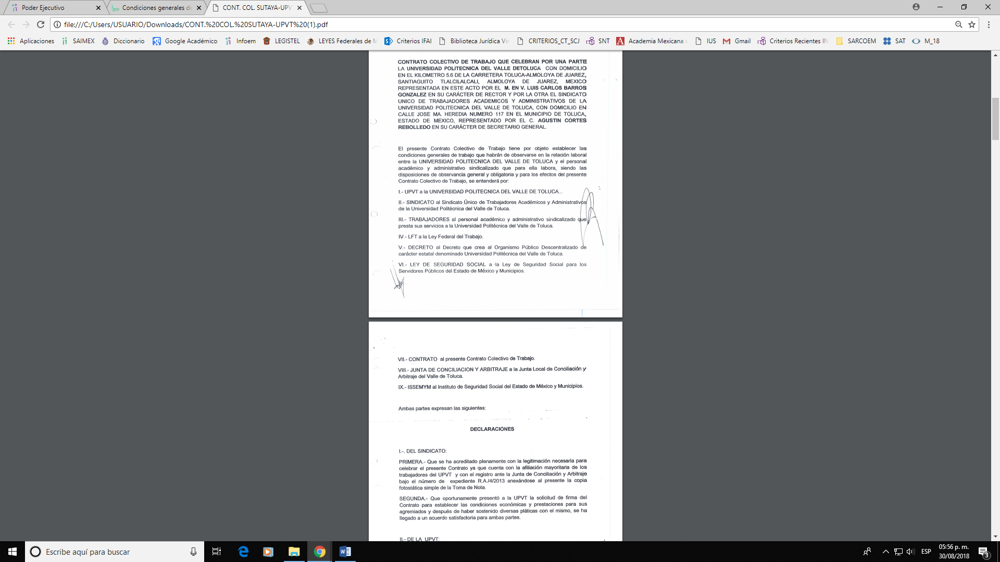 Poder Ejecutivo
Condiciones generales de
CONT. COL. SUTAYA-UPV
file:///C:/Users/USUARIO/Downloads/CONT.%20COL.%20SUTAYA-UPVT%20(1).pdf
Aplicaciones
SAIMEX
Diccionario
Google Académico
Infoem
LEGISTEL
LEYES Federales de M
Criterios IFAI
Biblioteca Jurídica Vir
CRITERIOS_CT_SCJ
SNT
Academia Mexicana
IUS
Gmail
Criterios Recientes IN
SARCOEM
SAT
M_18
CONTRATO COLECTIVO DE TRABAJO QUE CELEBRAN POR UNA PARTE
LA UNIVERSIDAD POLITECNICA DEL VALLE DETOLUCA CON DOMICILIO
EN EL KILOMETRO 5.6 DE LA CARRETERA TOLUCA-ALMOLOYA DE JUAREZ,
SANTIAGUITO TLALCILALCALI, ALMOLOYA DE JUAREZ, MEXICO
REPRESENTADA EN ESTE ACTO POR EL M. EN V. LUIS CARLOS BARROS
GONZALEZ EN SU CARÁCTER DE RECTOR Y POR LA OTRA EL SINDICATO
UNICO DE TRABAJADORES ACADEMICOS Y ADMINISTRATIVOS DE LA
UNIVERSIDAD POLITECNICA DEL VALLE DE TOLUCA, CON DOMICILIO EN
CALLE JOSE MA. HEREDIA NUMERO 117 EN EL MUNICIPIO DE TOLUCA,
ESTADO DE MEXICO, REPRESENTADO POR EL C. AGUSTIN CORTES
REBOLLEDO EN SU CARÁCTER DE SECRETARIO GENERAL.
El presente Contrato Colectivo de Trabajo tiene por objeto establecer las
condiciones generales de trabajo que habrán de observarse en la relación laboral
entre la UNIVERSIDAD POLITECNICA DEL VALLE DE TOLUCA y el personal
académico y administrativo sindicalizado que para ella labora, siendo las
disposiciones de observancia general y obligatoria y para los efectos del presente
Contrato Colectivo de Trabajo, se entenderá por:
I.- UPVT a la UNIVERSIDAD POLITECNICA DEL VALLE DE TOLUCA...
II.- SINDICATO al Sindicato Único de Trabajadores Académicos y Administrativos
de la Universidad Politécnica del Valle de Toluca.
III.- TRABAJADORES al personal académico y administrativo sindicalizado que
presta sus servicios a la Universidad Politécnica del Valle de Toluca.
IV.- LFT a la Ley Federal del Trabajo.
V.- DECRETO al Decreto que crea al Organismo Público Descentralizado de
carácter estatal denominado Universidad Politécnica del Valle de Toluca.
VI.- LEY DE SEGURIDAD SOCIAL a la Ley de Seguridad Social para los
Servidores Públicos del Estado de México y Municipios.
VII.- CONTRATO al presente Contrato Colectivo de Trabajo.
VIII.- JUNTA DE CONCILIACION Y ARBITRAJE a la Junta Local de Conciliación y
Arbitraje del Valle de Toluca.
IX.- ISSEMYM al Instituto de Seguridad Social del Estado de México y Municipios.
Ambas partes expresan las siguientes:
DECLARACIONES
I.-. DEL SINDICATO:
PRIMERA.- Que se ha acreditado plenamente con la legitimación necesaria para
celebrar el presente Contrato ya que cuenta con la afiliación mayoritaria de los
trabajadores del UPVT y con el registro ante la Junta de Conciliación y Arbitraje
bajo el número de expediente R.A./4/2013 anexándose al presente la copia
fotostática simple de la Toma de Nota.
SEGUNDA.- Que oportunamente presentó a la UPVT la solicitud de firma del
Contrato para establecer las condiciones económicas y prestaciones para sus
agremiados y después de haber sostenido diversas pláticas con el mismo, se ha
llegado a un acuerdo satisfactoria para ambas partes.
II.- DE LA UPVT:
Escribe aquí para buscar
ESP
05:56 p. m.
30/08/2018
3